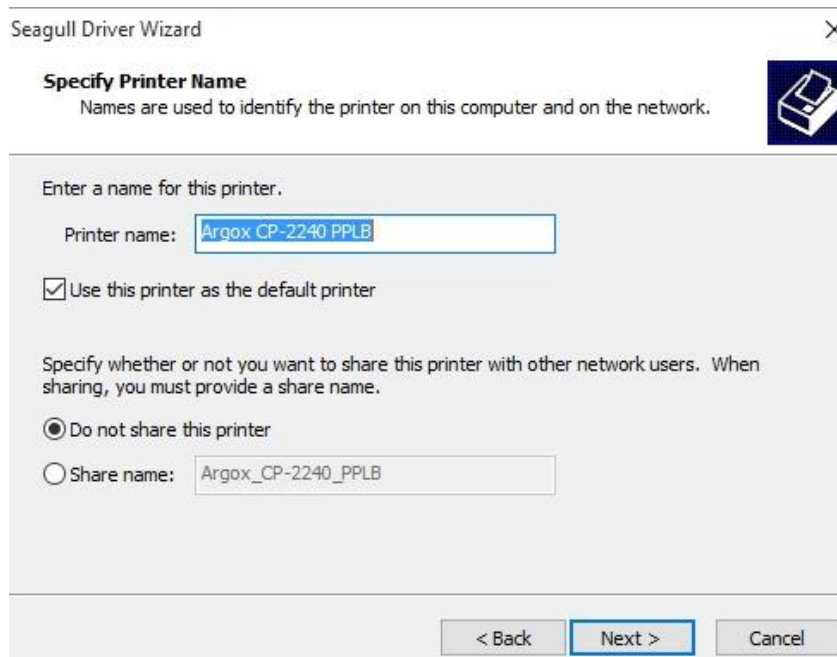 Seagull Driver Wizard
Specify Printer Name
Names are used to identify the printer on this computer and on the network.
Enter a name for this printer.
Printer name: Argox CP-2240 PPLB
Use this printer as the default printer
Specify whether or not you want to share this printer with other network users. When
sharing, you must provide a share name.
Do not share this printer
Share name: Argox_CP-2240_PPLB
< Back Next > Cancel